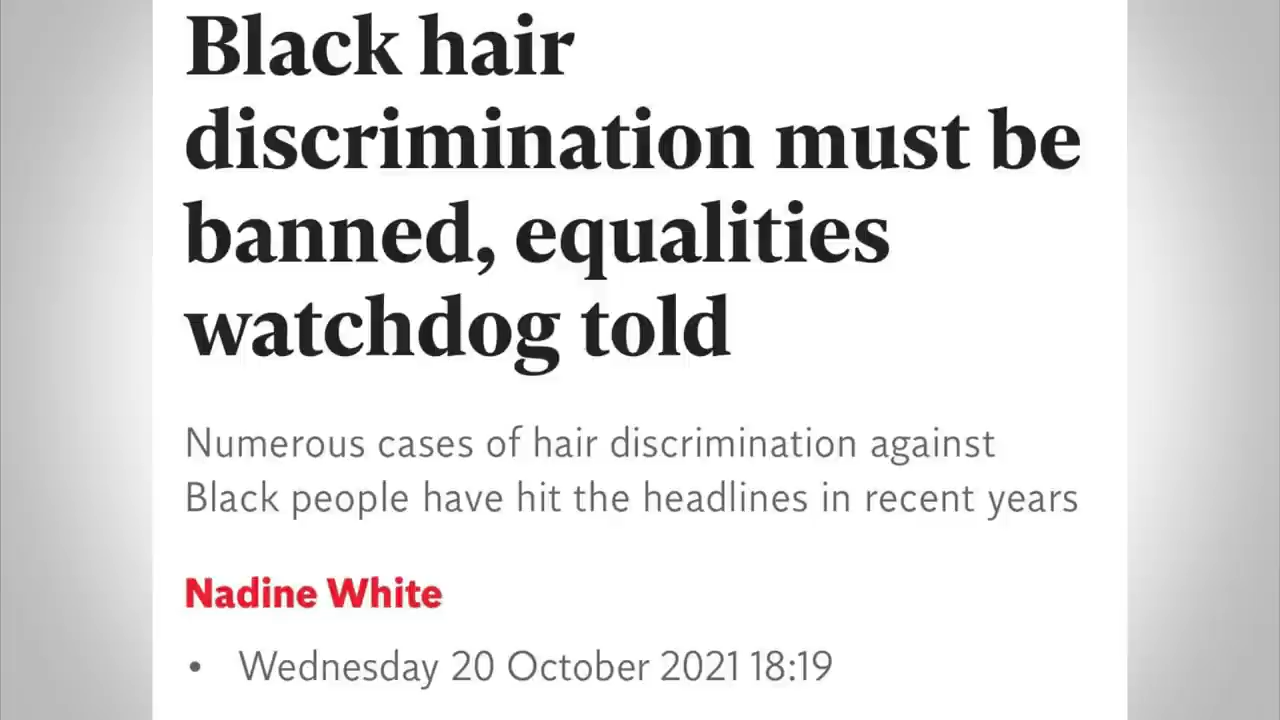 Black hair
discrimination must be
banned, equalities
watchdog told
Numerous cases of hair discrimination against
Black people have hit the headlines in recent years
Nadine White
• Wednesday 20 October 2021 18:19